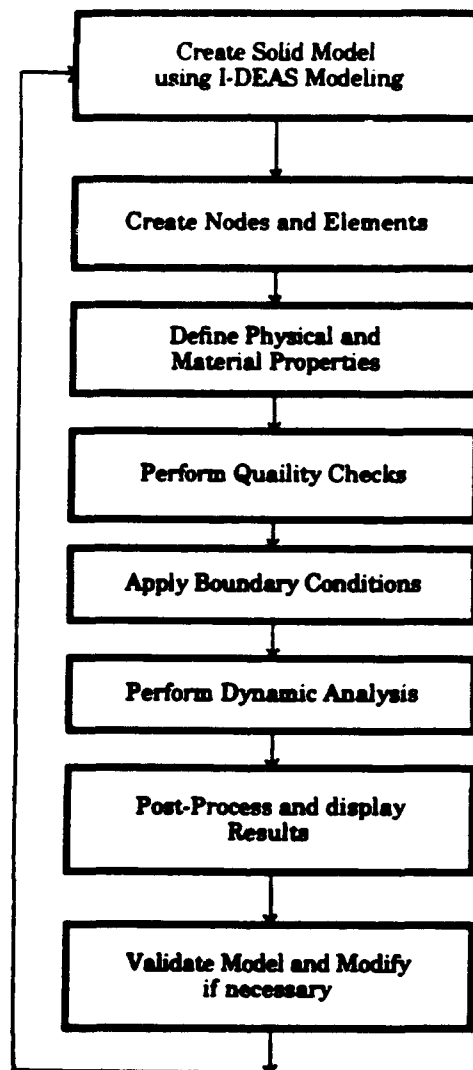 Create Solid Model
using I-DEAS Modeling
Create Nodes and Elements
Define Physical and
Material Properties
Perform Quaility Checks
Apply Boundary Conditions
Perform Dynamic Analysis
Post-Process and display
Results
Validate Model and Modify
if necessary